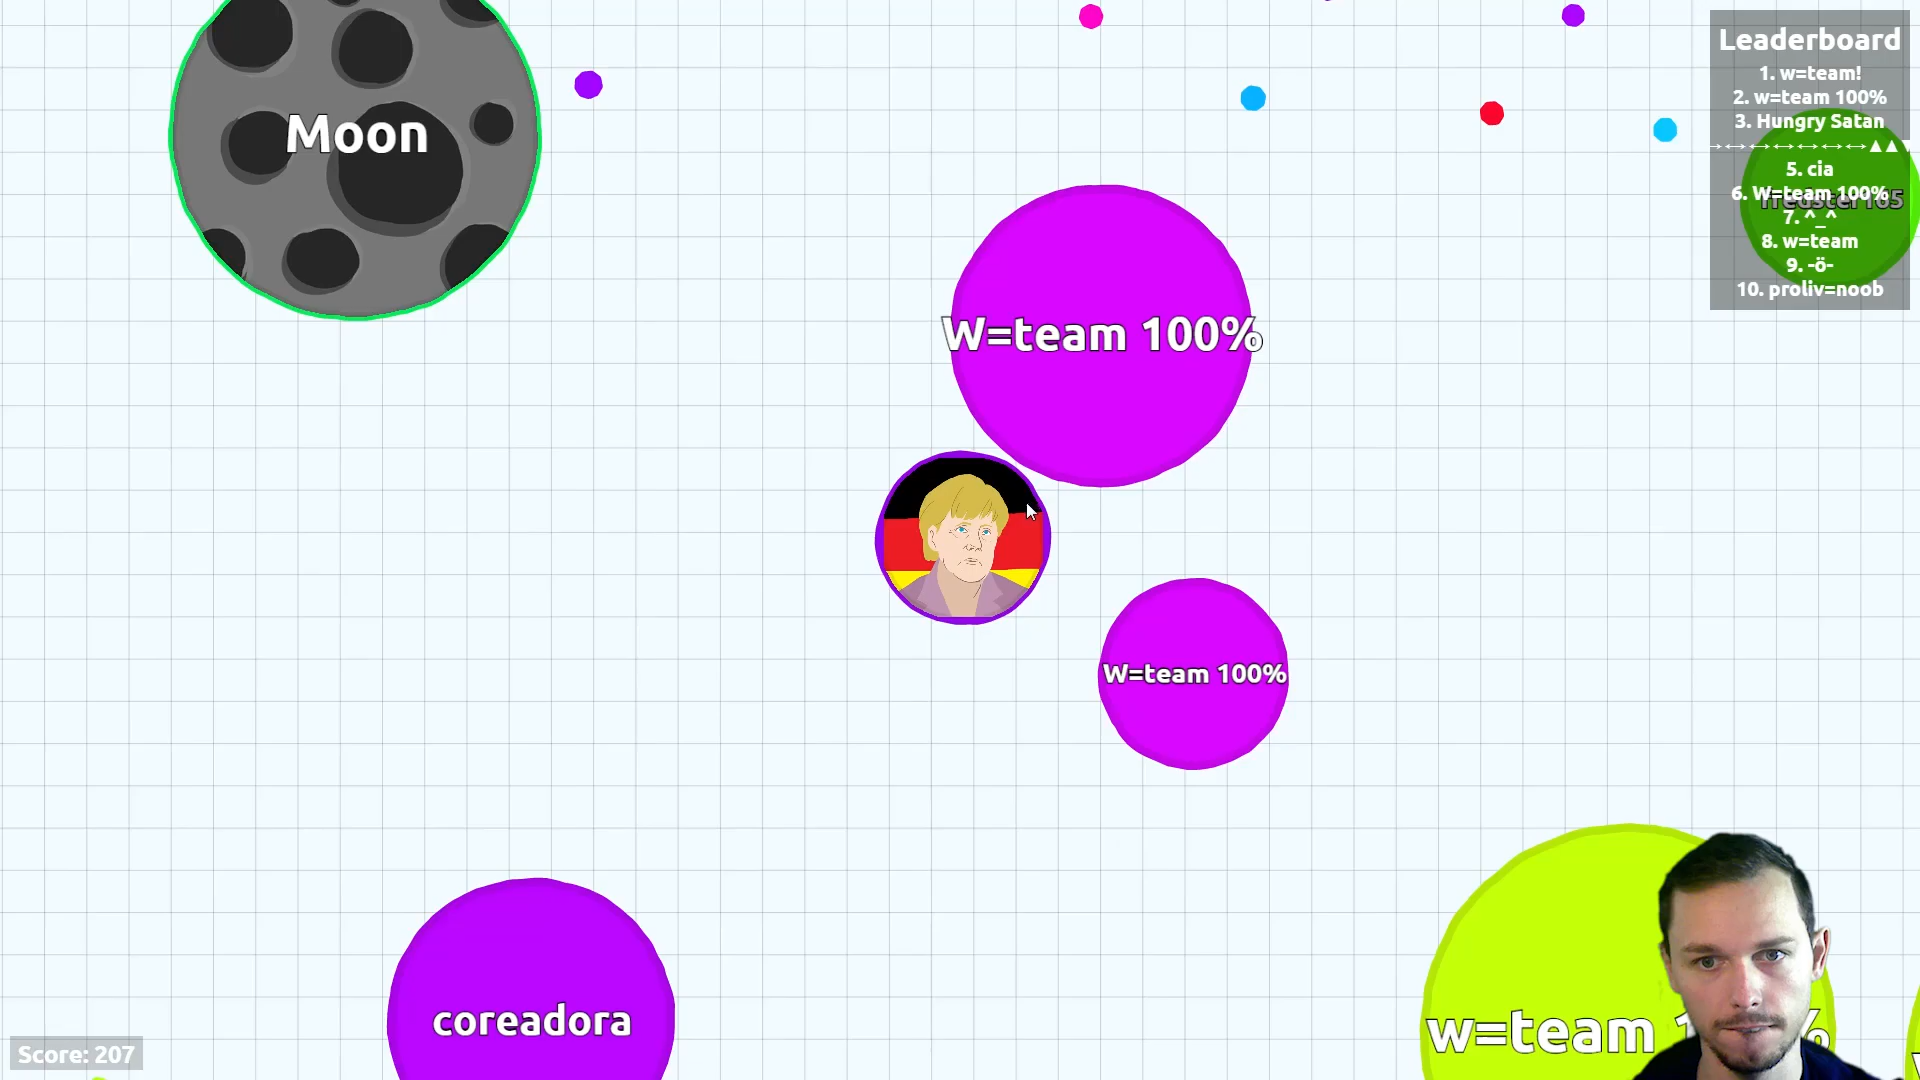 Leaderboard
1. w=team!
2. w=team 100%
3. Hungry Satan
5. cia
6. W=team 100%
7. ^_^
8. w=team
9. -ö-
10. proliv=noob
Moon
W=team 100%
W=team 100%
coreadora
w=team
Score: 207